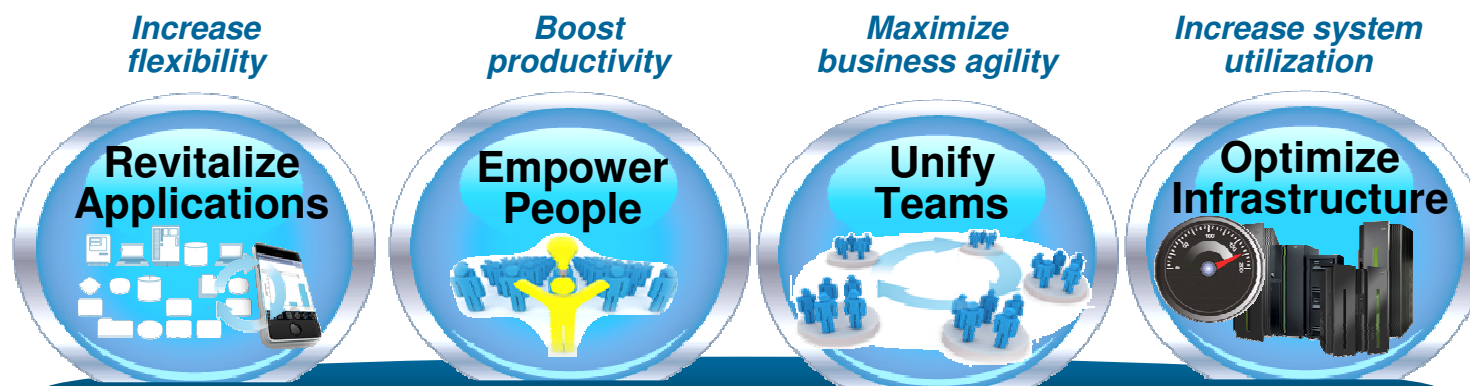 Increase
flexibility
Boost
productivity
Maximize
business agility
Increase system
utilization
Revitalize
Applications
Empower
People
Unify
Teams
Optimize
Infrastructure